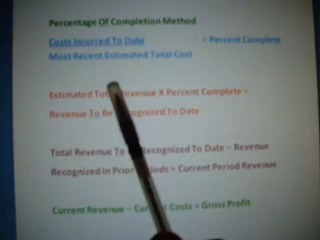 Percentage Of Completion Method
Costs Incurred To Date = Percent Complete
Most Recent Estimated Total Cost
Estimated Revenue X Percent Complete =
Revenue To Recognized To Date
Total Revenue To Recognized To Date – Revenue
Recognized In Prior = Current Period Revenue
Current Revenue – Costs = Gross Profit